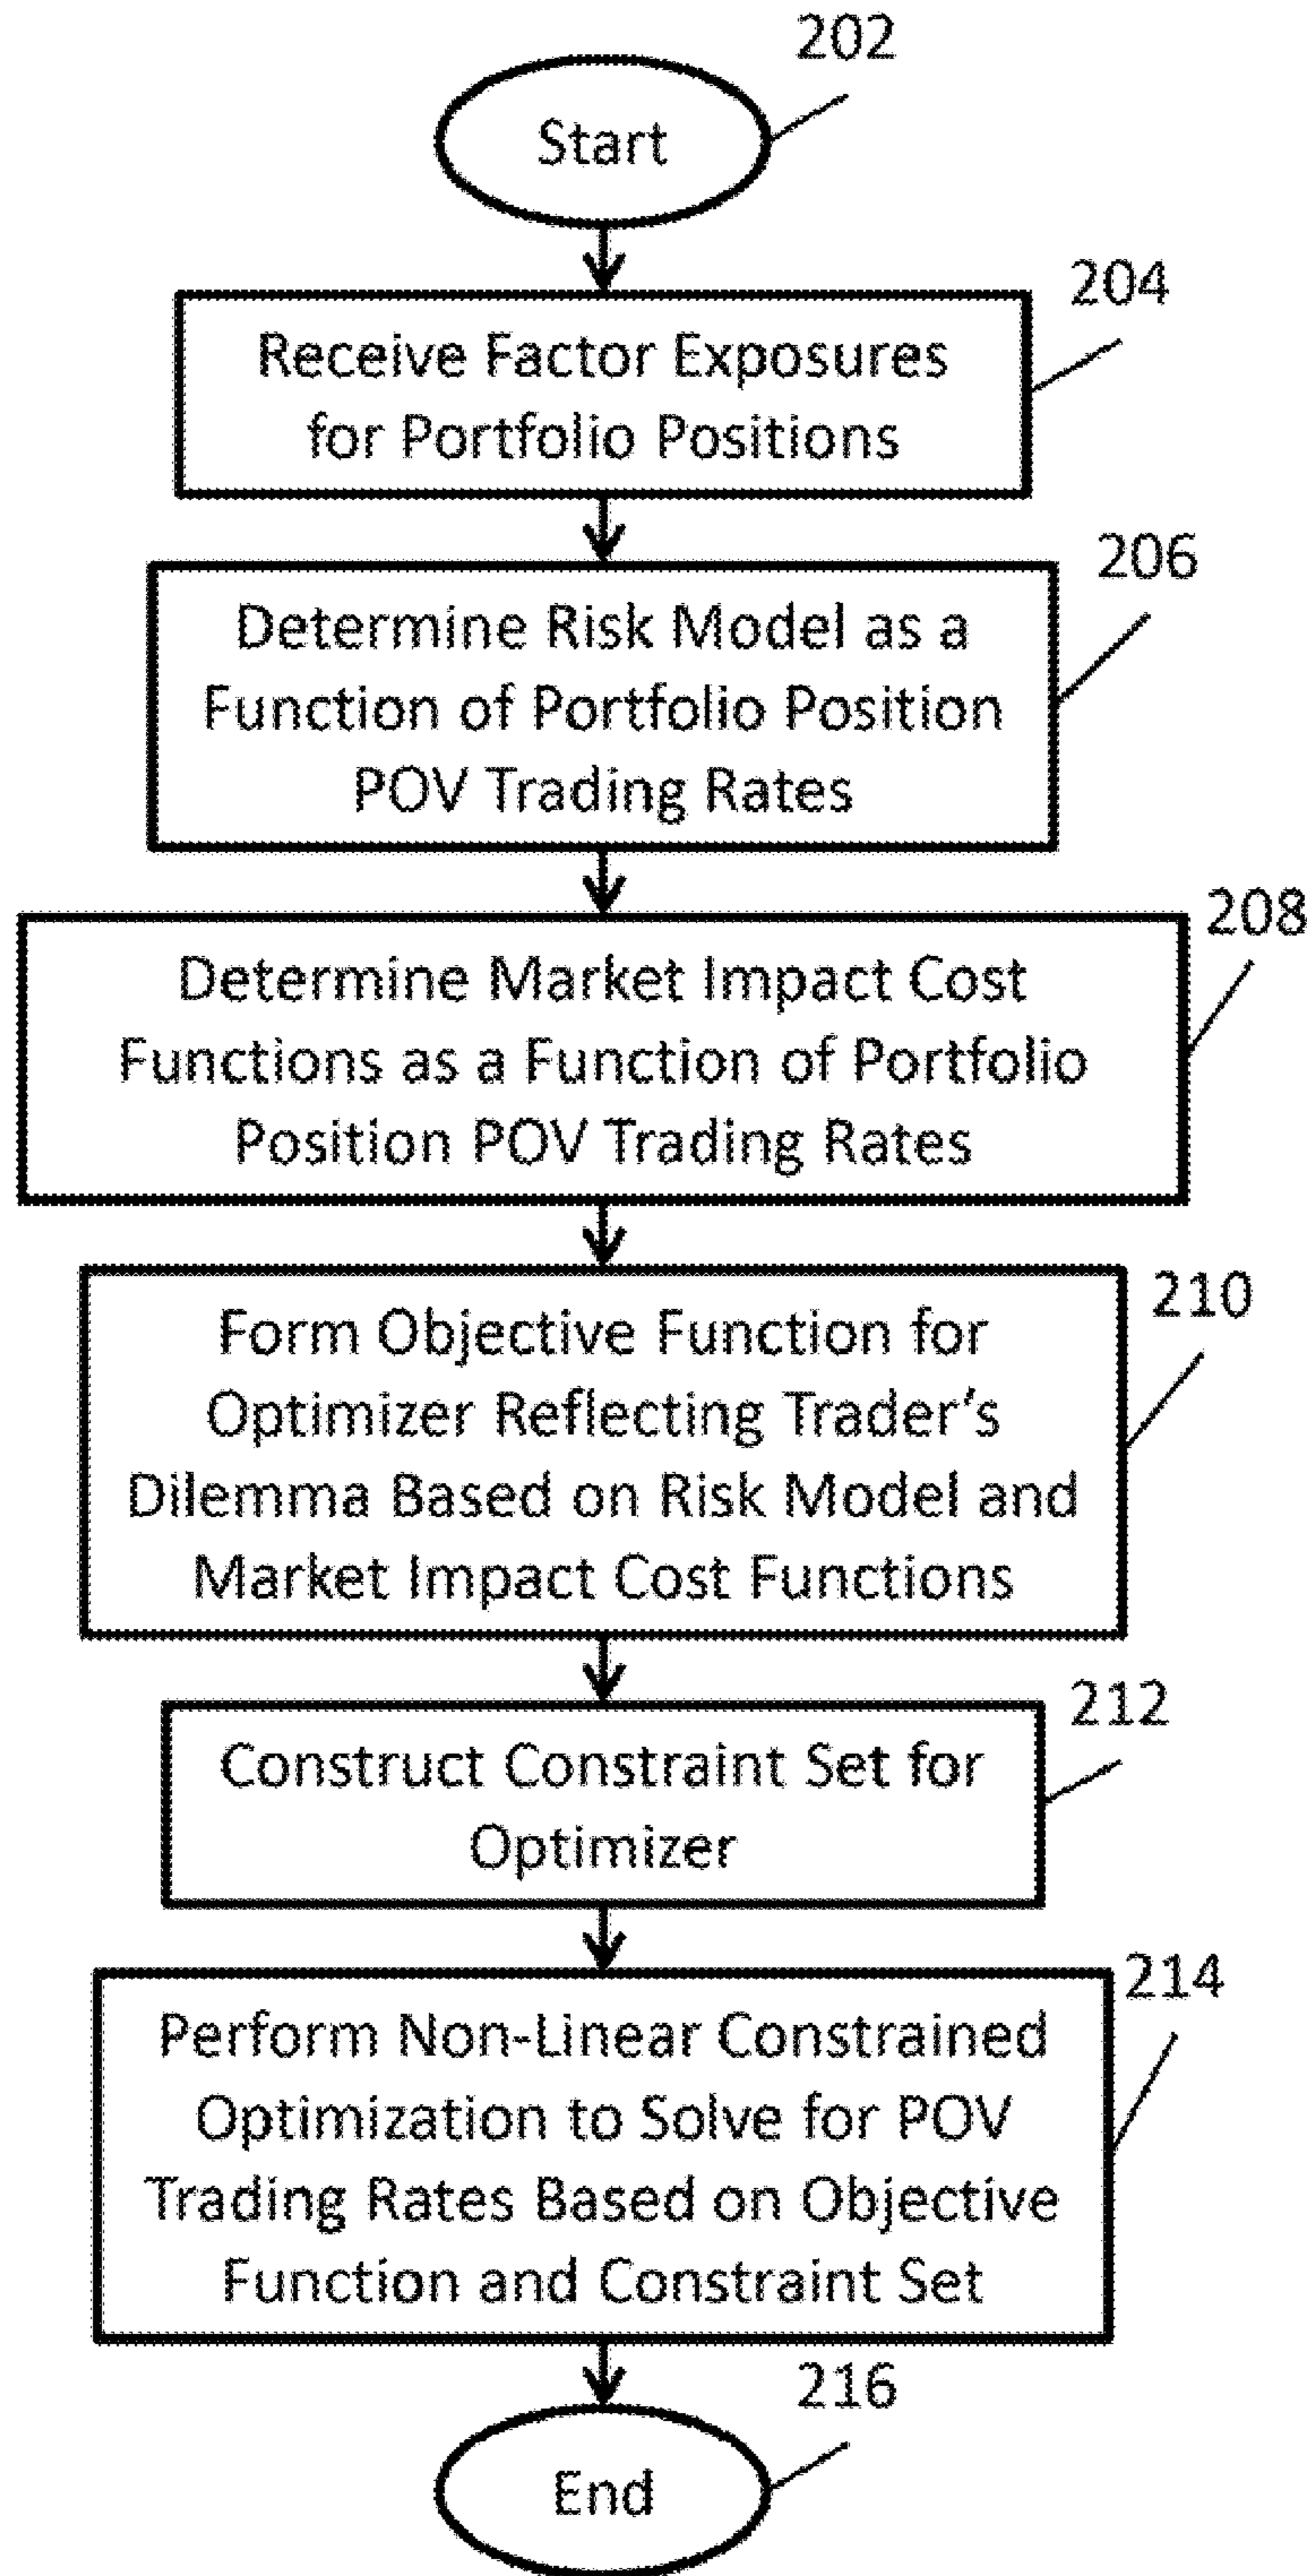 202
Start
204
Receive Factor Exposures
for Portfolio Positions
206
Determine Risk Model as a
Function of Portfolio Position
POV Trading Rates
208
Determine Market Impact Cost
Functions as a Function of Portfolio
Position POV Trading Rates
210
Form Objective Function for
Optimizer Reflecting Trader's
Dilemma Based on Risk Model and
Market Impact Cost Functions
212
Construct Constraint Set for
Optimizer
214
Perform Non-Linear Constrained
Optimization to Solve for POV
Trading Rates Based on Objective
Function and Constraint Set
216
End